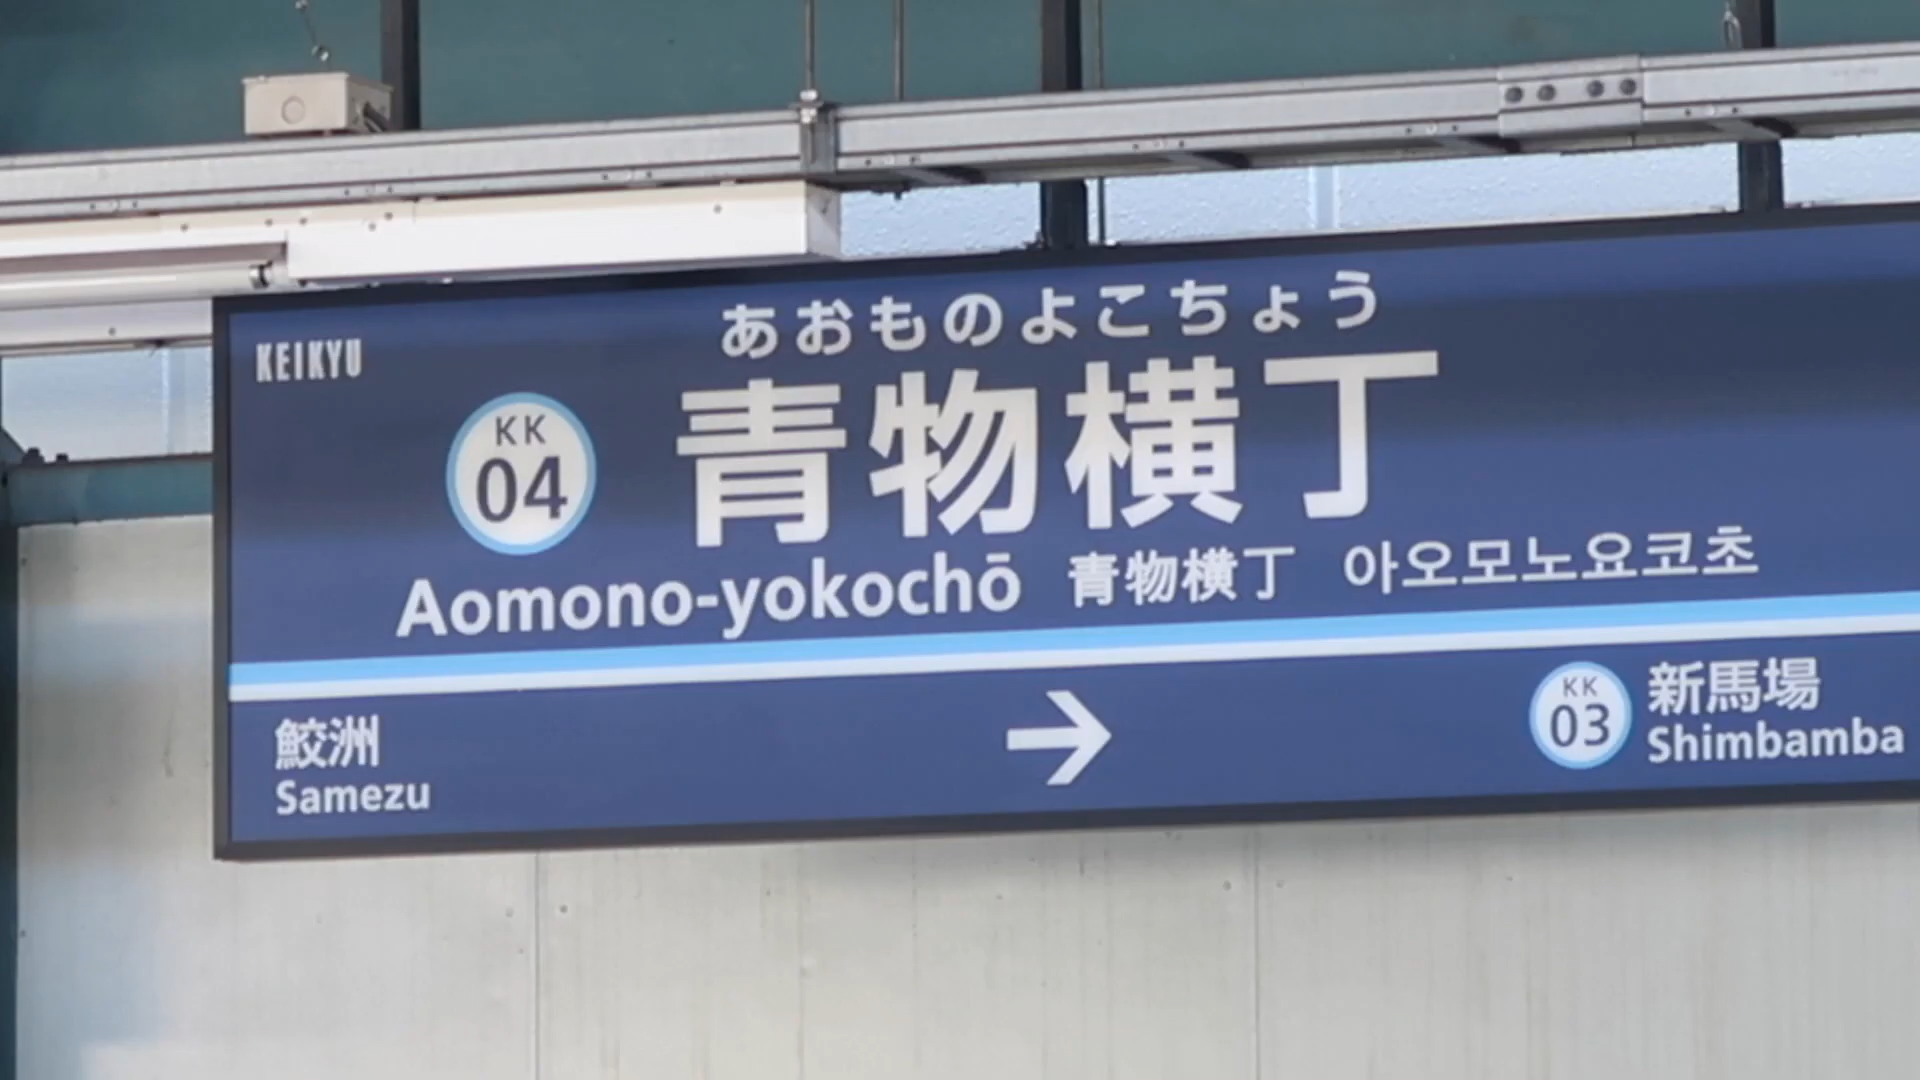 KEIKYU
あおものよこちょう
KK
04
青物横丁
Aomono-yokochō 青物横丁 아오모노요코초
鮫洲
Samezu
→
KK
03
新馬場
Shimbamba